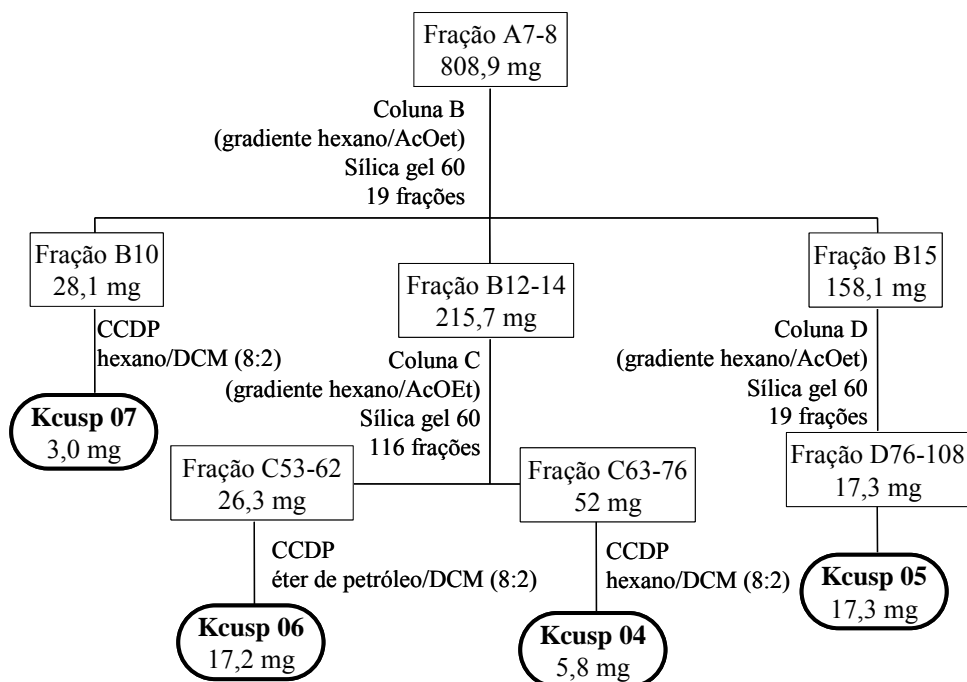 Fração A7-8
808,9 mg
Coluna B
(gradiente hexano/AcOet)
Sílica gel 60
19 frações
Fração B10
28,1 mg
CCDP
hexano/DCM (8:2)
Kcusp 07
3,0 mg
Fração B12-14
215,7 mg
Coluna C
(gradiente hexano/AcOEt)
Sílica gel 60
116 frações
Fração C53-62
26,3 mg
CCDP
éter de petróleo/DCM (8:2)
Kcusp 06
17,2 mg
Fração C63-76
52 mg
CCDP
hexano/DCM (8:2)
Kcusp 04
5,8 mg
Fração B15
158,1 mg
Coluna D
(gradiente hexano/AcOet)
Sílica gel 60
19 frações
Fração D76-108
17,3 mg
Kcusp 05
17,3 mg